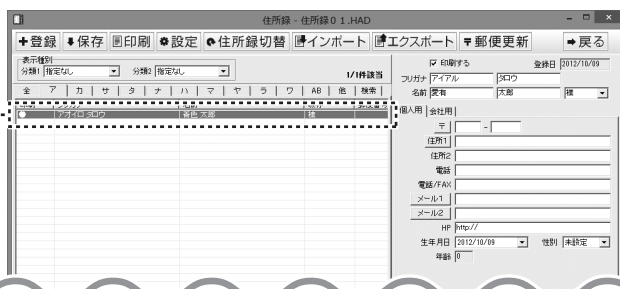 住所録 - 住所録０１.HAD
登録 保存 印刷 設定 住所録切替 インポート エクスポート 〒郵便更新 戻る
表示種別
分類1 指定なし 分類2 指定なし 1/1件該当
全 ア カ サ タ ナ ハ マ ヤ ラ ワ AB 他 検索
アオイロ タロウ 蒼色 太郎 様
印刷する 登録日 2012/10/09
フリガナ アイアル タロウ
名前 愛有 太郎 様
個人用 会社用
〒 -
住所1
住所2
電話
電話/FAX
メール1
メール2
HP http://
生年月日 2012/10/09 性別 未設定
年齢 0